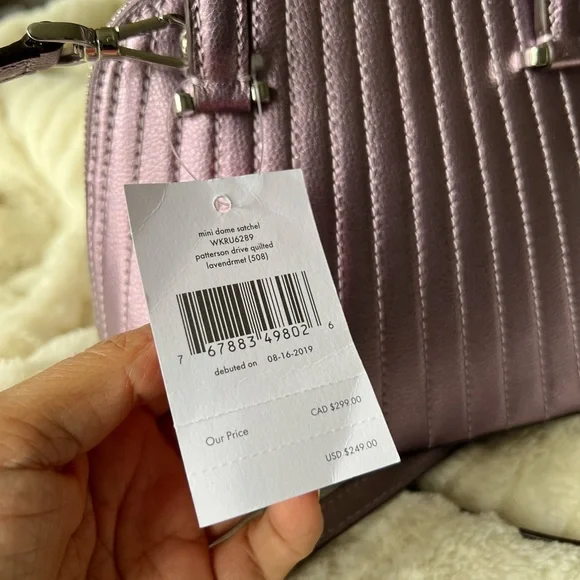 mini dome satchel
WKRU6289
patterson drive quilted
lavendrmet (508)
7 67883 49802 6
debuted on 08-16-2019
CAD $299.00
Our Price
USD $249.00